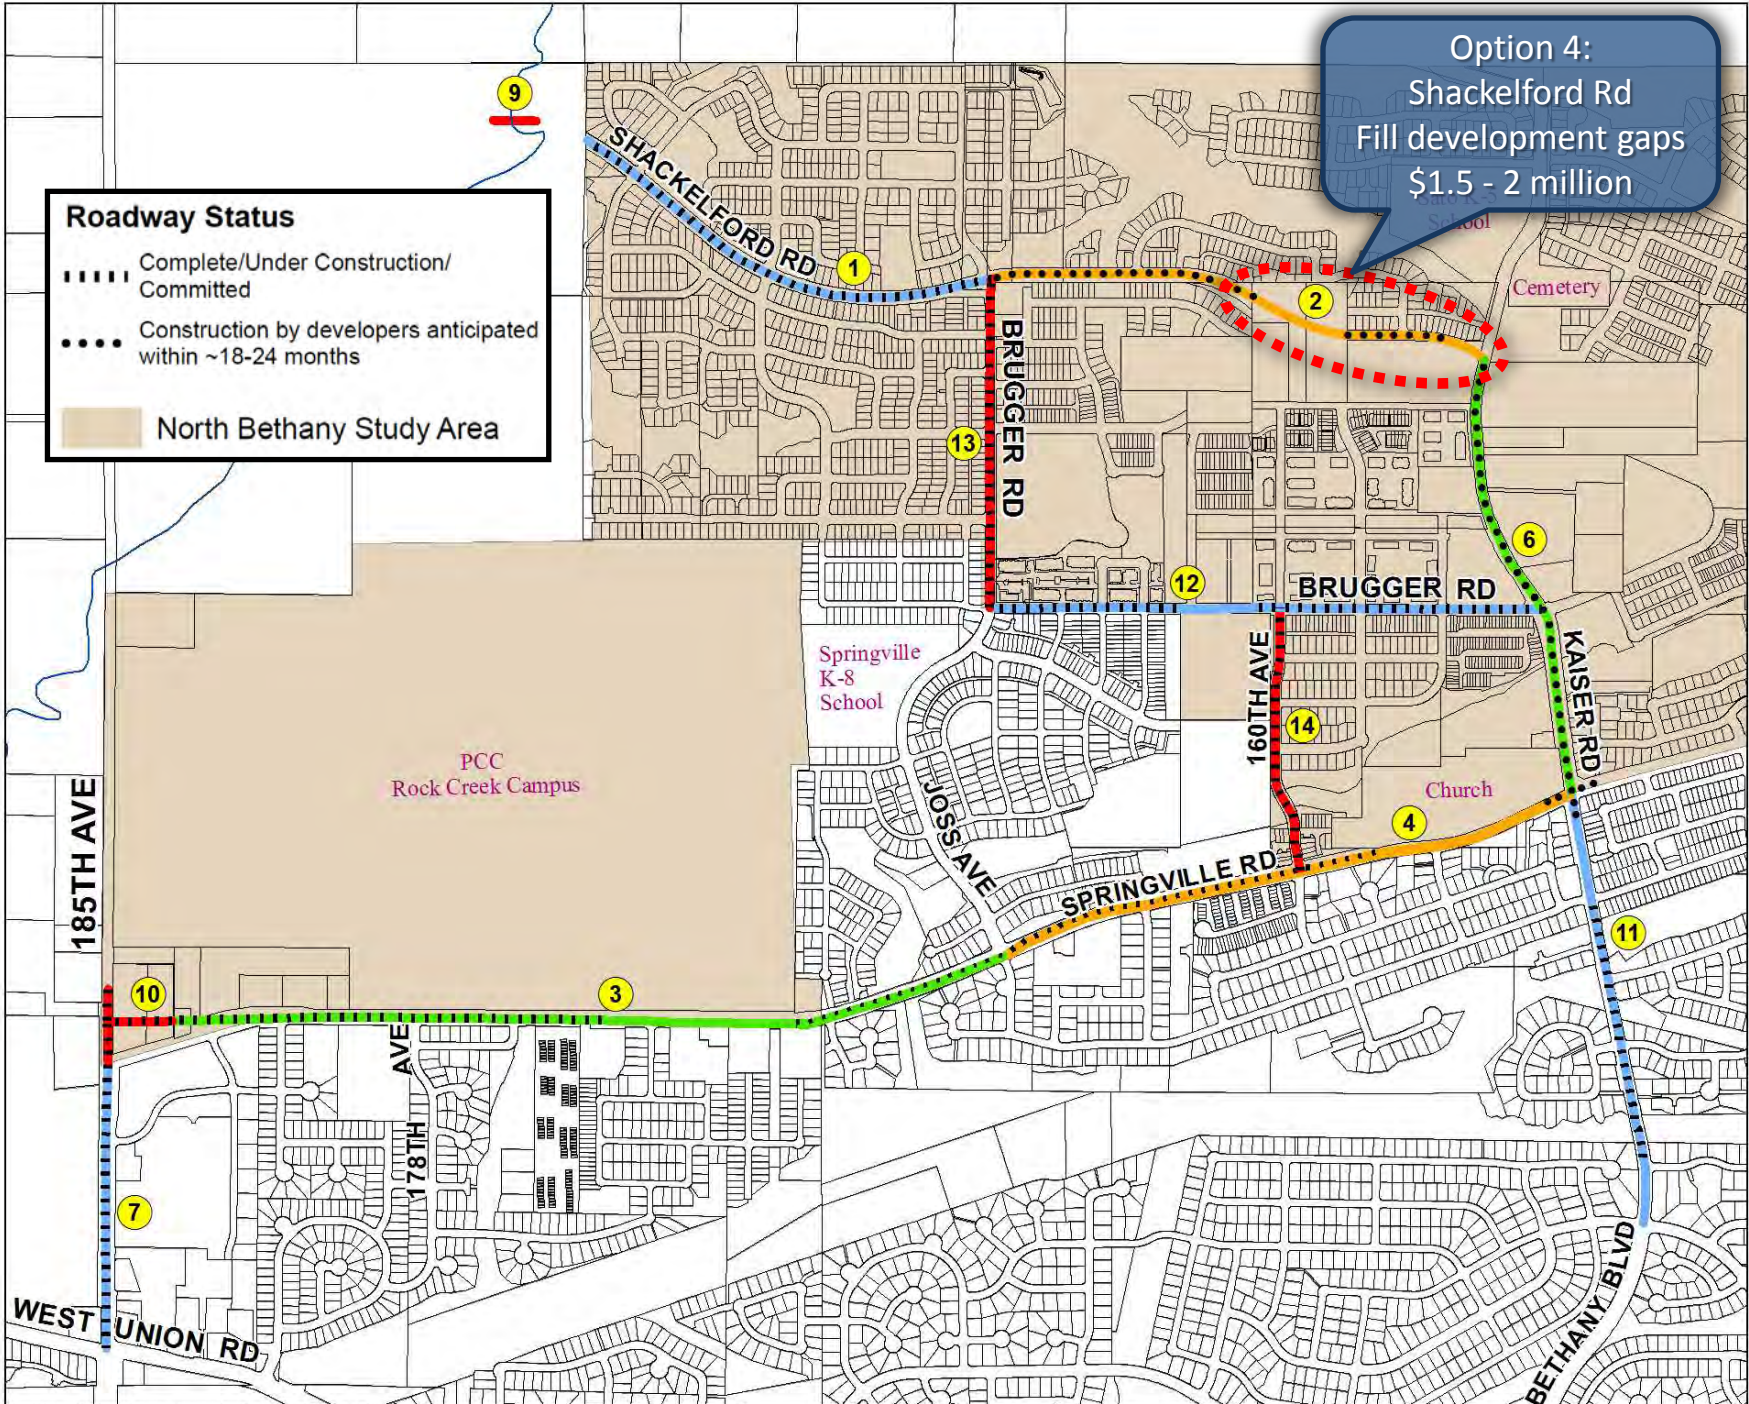 Option 4:
Shackelford Rd
Fill development gaps
$1.5 - 2 million
Sato K-5
School
9
Roadway Status
Complete/Under Construction/
Committed
Construction by developers anticipated
within ~18-24 months
North Bethany Study Area
SHACKELFORD RD
1
2
Cemetery
BRUGGER RD
13
6
12
BRUGGER RD
Springville
K-8
School
160TH AVE
14
KAISER RD
PCC
Rock Creek Campus
185TH AVE
JOSS AVE
Church
4
SPRINGVILLE RD
11
10
3
178TH AVE
7
WEST UNION RD
BETHANY BLVD